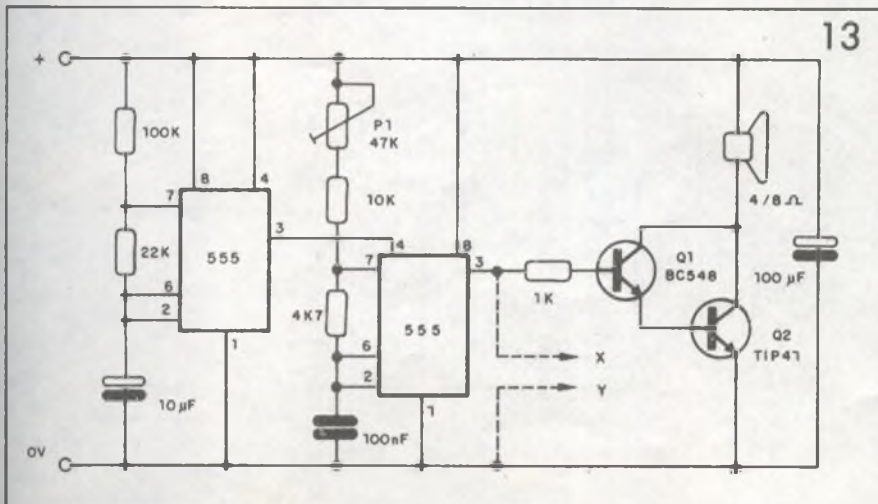 13
+
100K
22K
7
6
2
8
4
3
555
1
10 µF
P1
47K
10K
4K7
4
8
7
3
6
2
555
1
100nF
1K
Q1
BC548
X
Y
4/8 Ω
Q2
TIP41
100 µF
0V